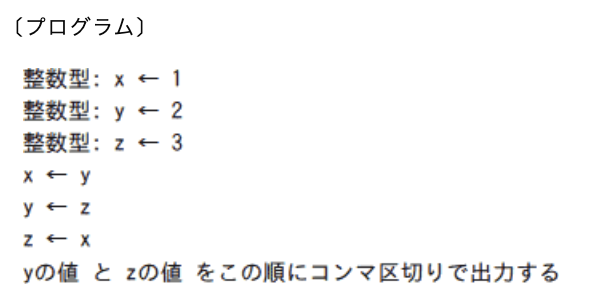 〔プログラム〕
整数型: x ← 1
整数型: y ← 2
整数型: z ← 3
x ← y
y ← z
z ← x
yの値 と zの値 をこの順にコンマ区切りで出力する